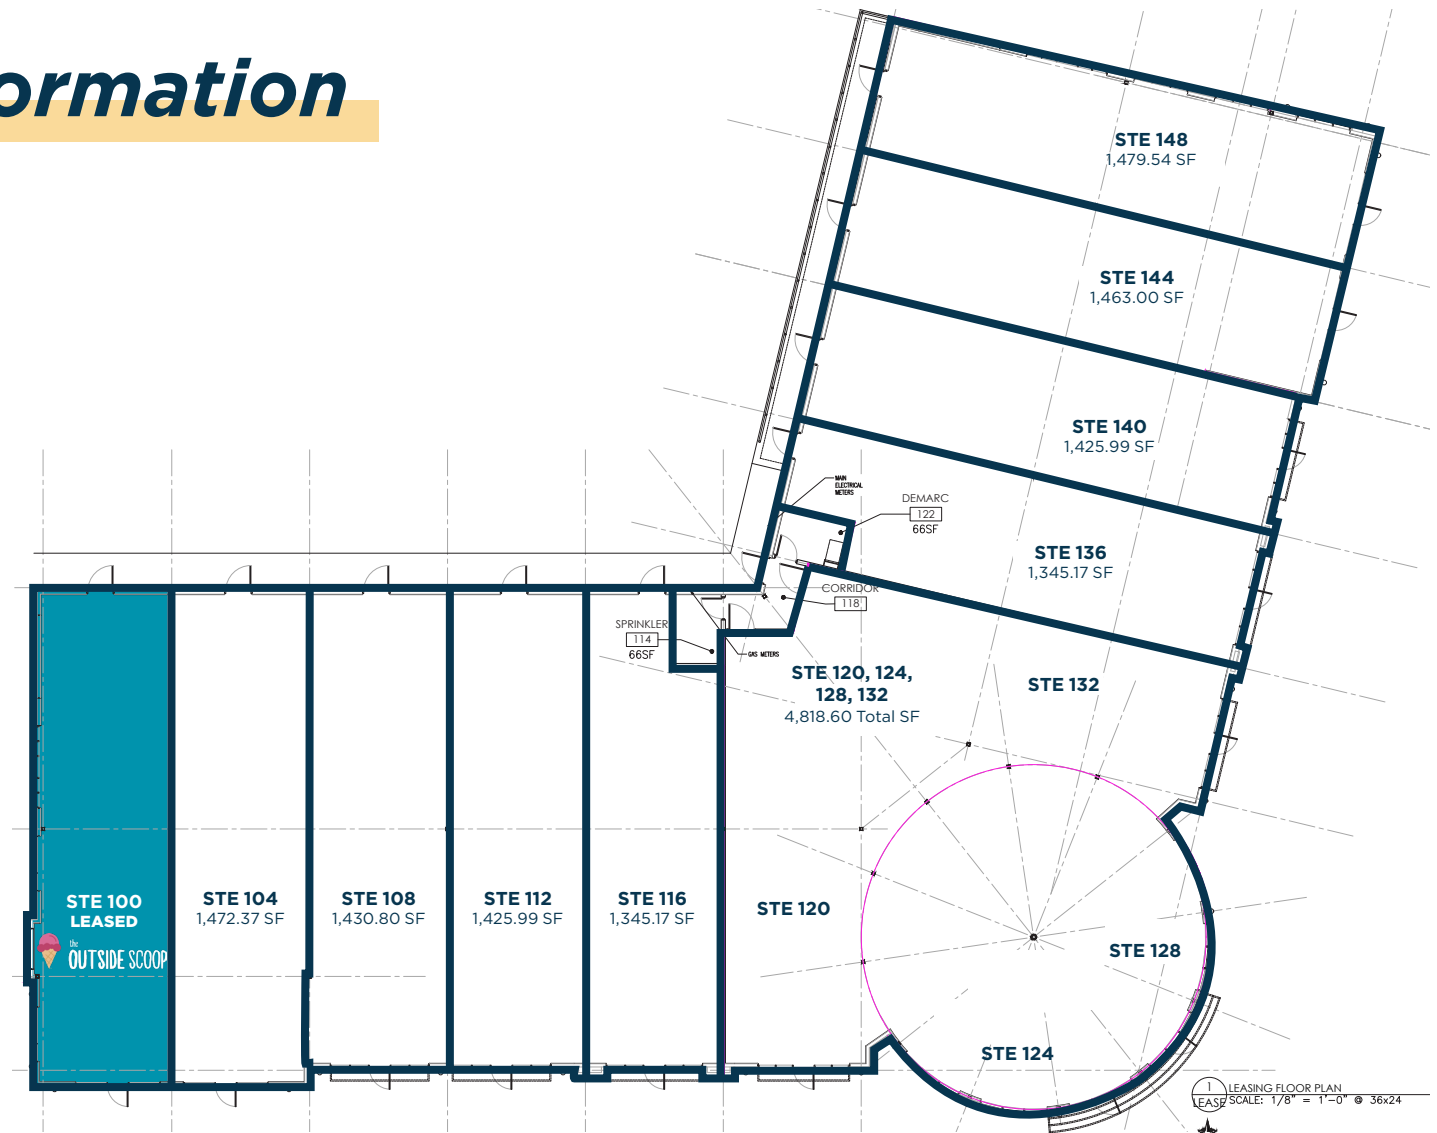 ormation
STE 148
1,479.54 SF
STE 144
1,463.00 SF
STE 140
1,425.99 SF
MAIN
ELECTRICAL
METERS
DEMARC
122
66SF
STE 136
1,345.17 SF
CORRIDOR
118
SPRINKLER
114
66SF
GAS METERS
STE 120, 124,
128, 132
4,818.60 Total SF
STE 132
STE 100
LEASED
the
OUTSIDE SCOOP
STE 104
1,472.37 SF
STE 108
1,430.80 SF
STE 112
1,425.99 SF
STE 116
1,345.17 SF
STE 120
STE 128
STE 124
1
LEASE
LEASING FLOOR PLAN
SCALE: 1/8" = 1'-0" @ 36x24